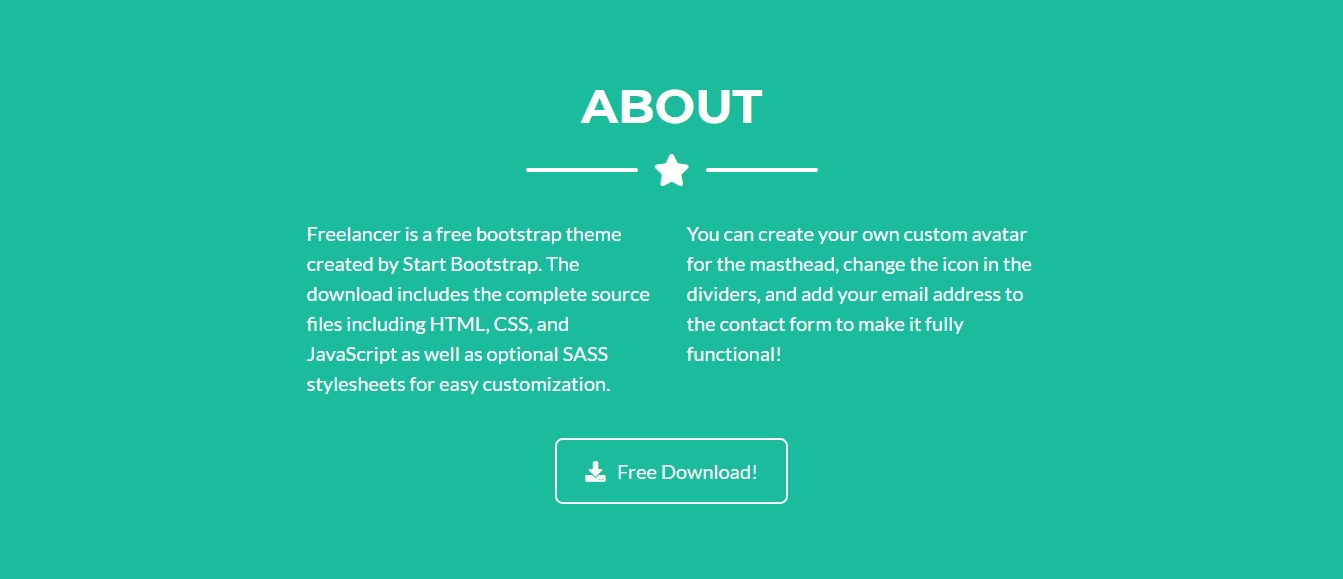 ABOUT
Freelancer is a free bootstrap theme
created by Start Bootstrap. The
download includes the complete source
files including HTML, CSS, and
JavaScript as well as optional SASS
stylesheets for easy customization.
You can create your own custom avatar
for the masthead, change the icon in the
dividers, and add your email address to
the contact form to make it fully
functional!
Free Download!